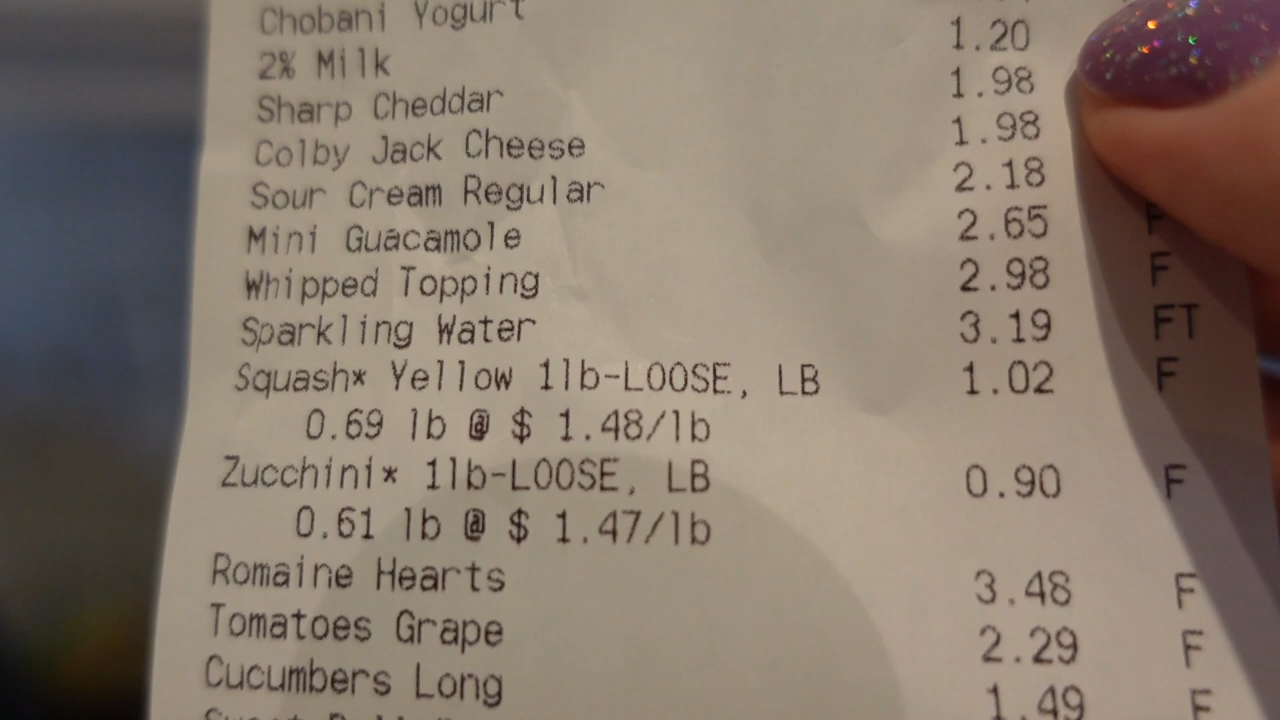 Chobani Yogurt
2% Milk 1.20
Sharp Cheddar 1.98
Colby Jack Cheese 1.98
Sour Cream Regular 2.18
Mini Guacamole 2.65 F
Whipped Topping 2.98 F
Sparkling Water 3.19 FT
Squash* Yellow 1lb-LOOSE, LB 1.02 F
0.69 lb @ $ 1.48/lb
Zucchini* 1lb-LOOSE, LB 0.90 F
0.61 lb @ $ 1.47/lb
Romaine Hearts 3.48 F
Tomatoes Grape 2.29 F
Cucumbers Long 1.49 F